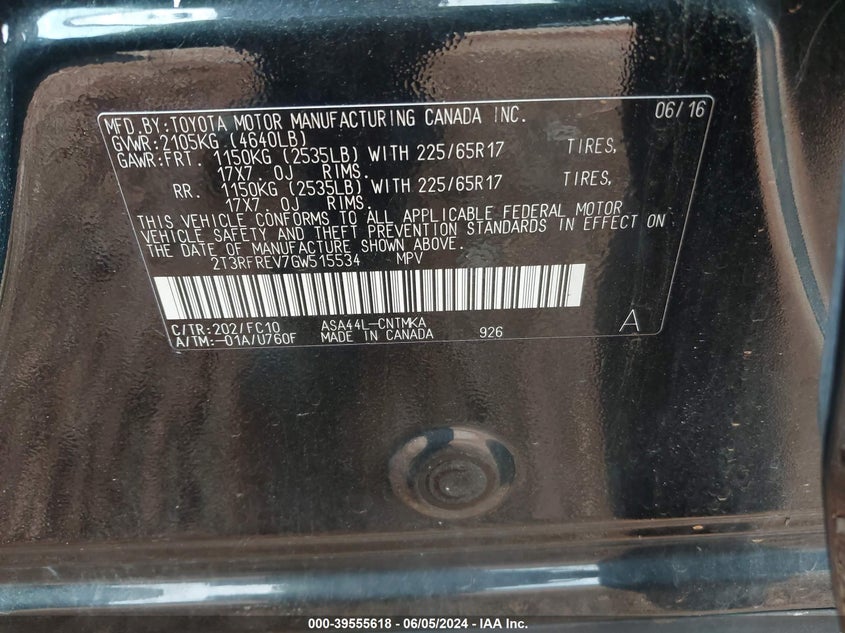 MFD.BY:TOYOTA MOTOR MANUFACTURING CANADA INC. 06/16
GVWR:2105KG (4640LB)
GAWR:FRT. 1150KG (2535LB) WITH 225/65R17 TIRES,
17X7.0J RIMS.
RR. 1150KG (2535LB) WITH 225/65R17 TIRES,
17X7.0J RIMS.
THIS VEHICLE CONFORMS TO ALL APPLICABLE FEDERAL MOTOR
VEHICLE SAFETY AND THEFT PREVENTION STANDARDS IN EFFECT ON
THE DATE OF MANUFACTURE SHOWN ABOVE.
2T3RFREV7GW515534 MPV
C/TR:202/FC10 ASA44L-CNTMKA A
A/TM:-01A/U760F MADE IN CANADA 926
000-39555618 - 06/05/2024 - IAA Inc.